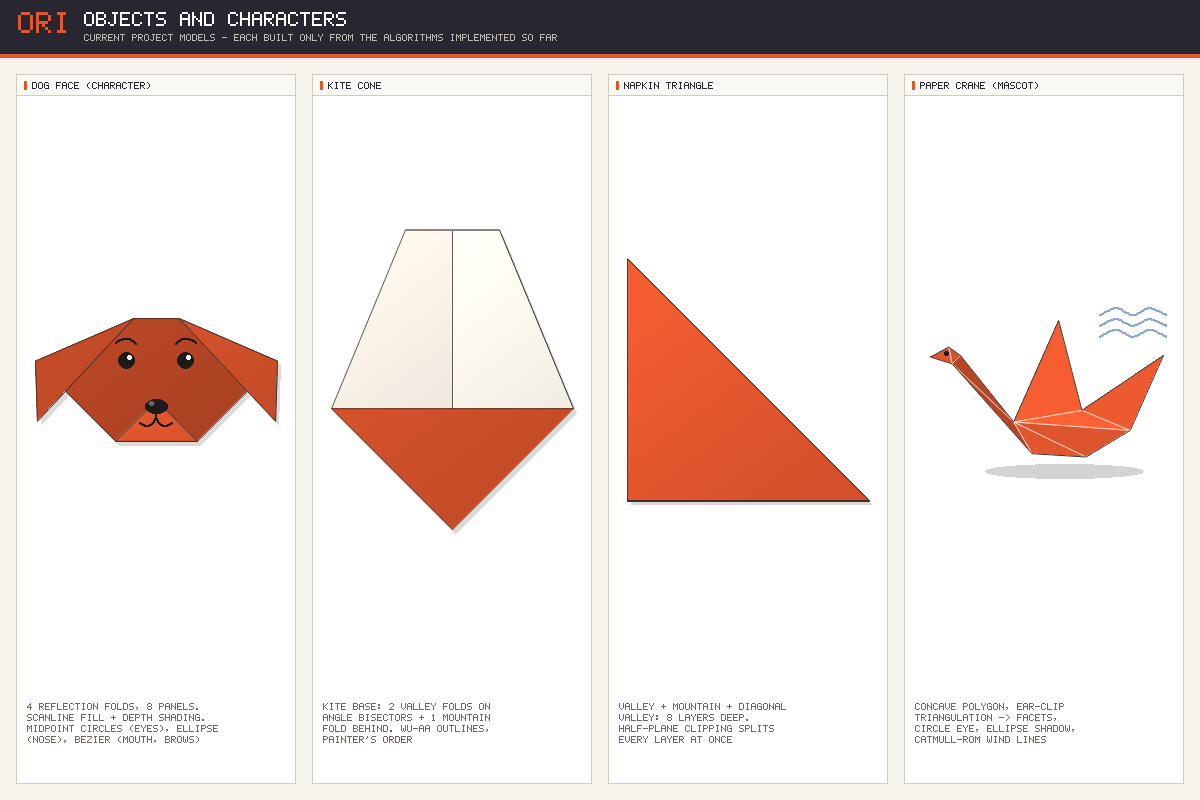 ORI
OBJECTS AND CHARACTERS
CURRENT PROJECT MODELS – EACH BUILT ONLY FROM THE ALGORITHMS IMPLEMENTED SO FAR
DOG FACE (CHARACTER)
4 REFLECTION FOLDS, 8 PANELS.
SCANLINE FILL + DEPTH SHADING.
MIDPOINT CIRCLES (EYES), ELLIPSE
(NOSE), BEZIER (MOUTH, BROWS)
KITE CONE
KITE BASE: 2 VALLEY FOLDS ON
ANGLE BISECTORS + 1 MOUNTAIN
FOLD BEHIND. WU-AA OUTLINES,
PAINTER'S ORDER
NAPKIN TRIANGLE
VALLEY + MOUNTAIN + DIAGONAL
VALLEY: 8 LAYERS DEEP.
HALF-PLANE CLIPPING SPLITS
EVERY LAYER AT ONCE
PAPER CRANE (MASCOT)
CONCAVE POLYGON, EAR-CLIP
TRIANGULATION -> FACETS,
CIRCLE EYE, ELLIPSE SHADOW,
CATMULL-ROM WIND LINES